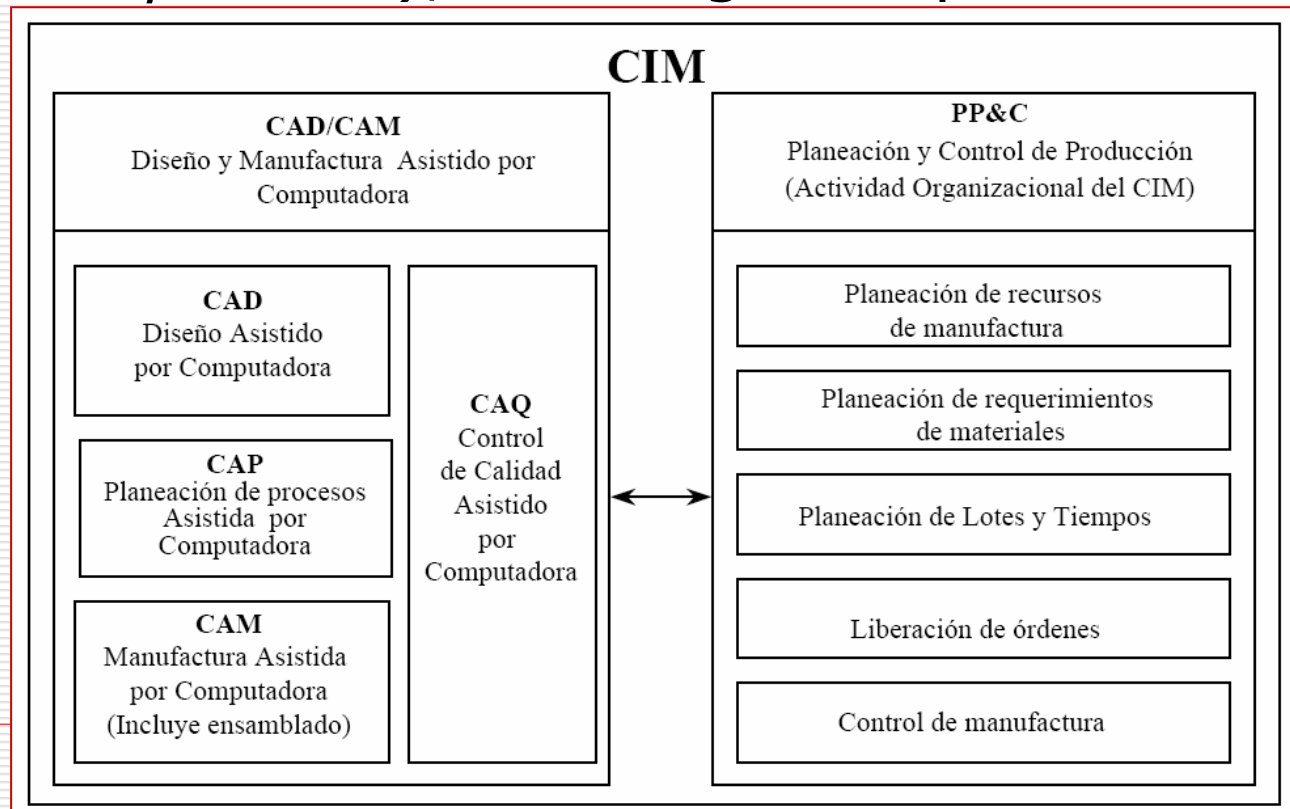 CIM
CAD/CAM
Diseño y Manufactura Asistido por
Computadora
CAD
Diseño Asistido
por Computadora
CAP
Planeación de procesos
Asistida por
Computadora
CAM
Manufactura Asistida
por Computadora
(Incluye ensamblado)
CAQ
Control
de Calidad
Asistido
por
Computadora
PP&C
Planeación y Control de Producción
(Actividad Organizacional del CIM)
Planeación de recursos
de manufactura
Planeación de requerimientos
de materiales
Planeación de Lotes y Tiempos
Liberación de órdenes
Control de manufactura